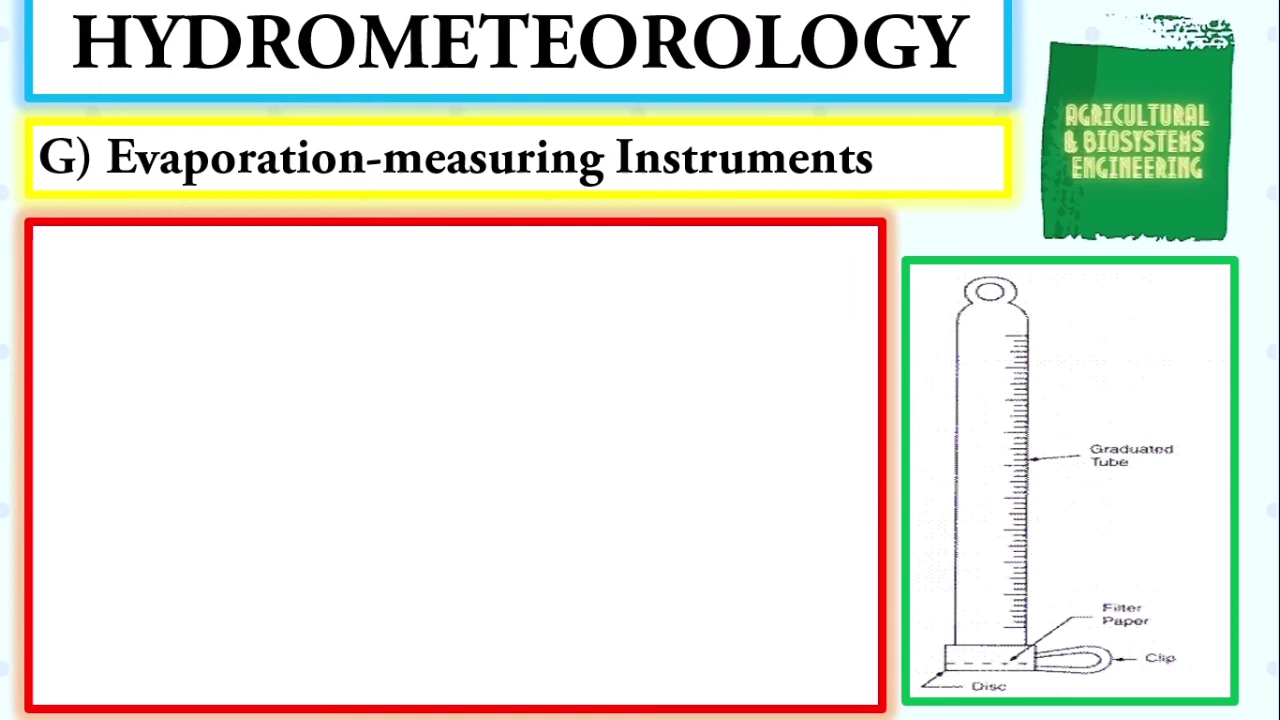 HYDROMETEOROLOGY
G) Evaporation-measuring Instruments
AGRICULTURAL
& BIOSYSTEMS
ENGINEERING
Graduated
Tube
Filter
Paper
Clip
Disc